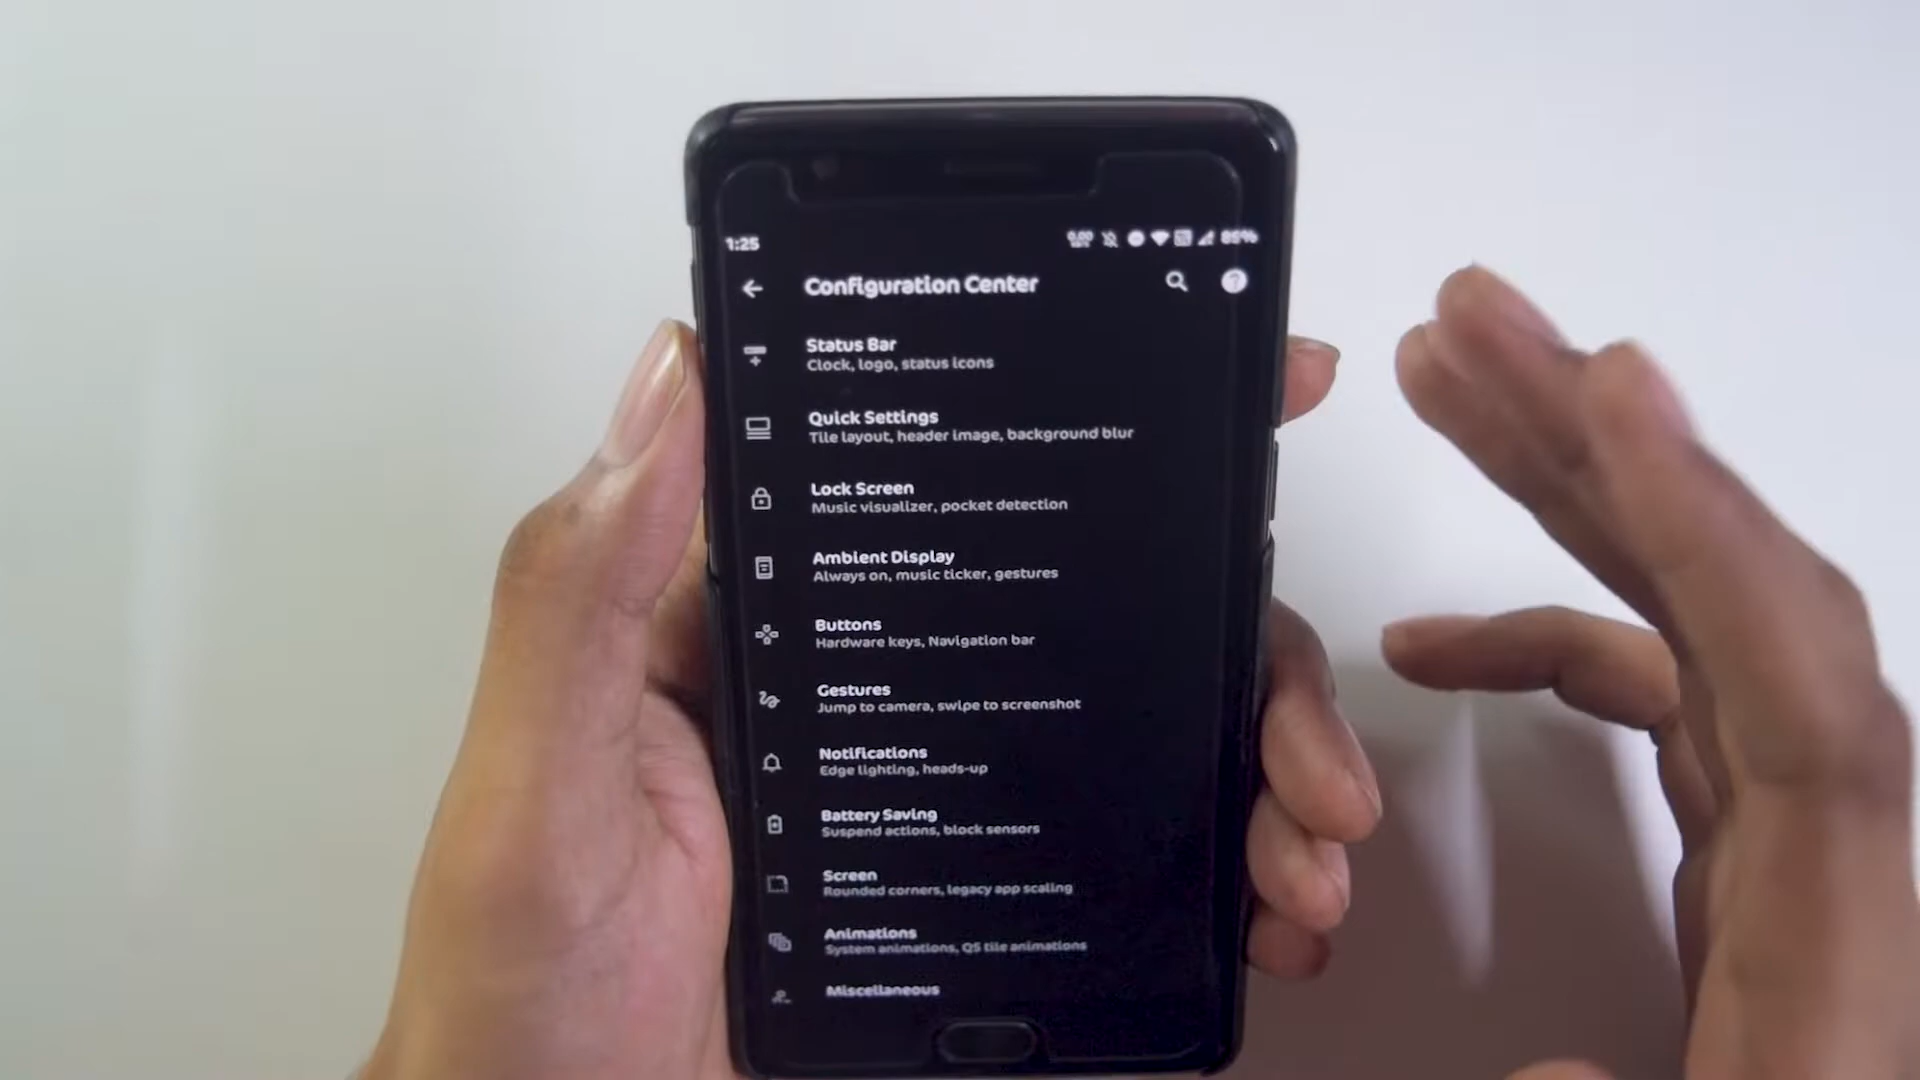 1:25
0.00 85%
Configuration Center
Status Bar
Clock, logo, status icons
Quick Settings
Tile layout, header image, background blur
Lock Screen
Music visualizer, pocket detection
Ambient Display
Always on, music ticker, gestures
Buttons
Hardware keys, Navigation bar
Gestures
Jump to camera, swipe to screenshot
Notifications
Edge lighting, heads-up
Battery Saving
Suspend actions, block sensors
Screen
Rounded corners, legacy app scaling
Animations
System animations, QS tile animations
Miscellaneous